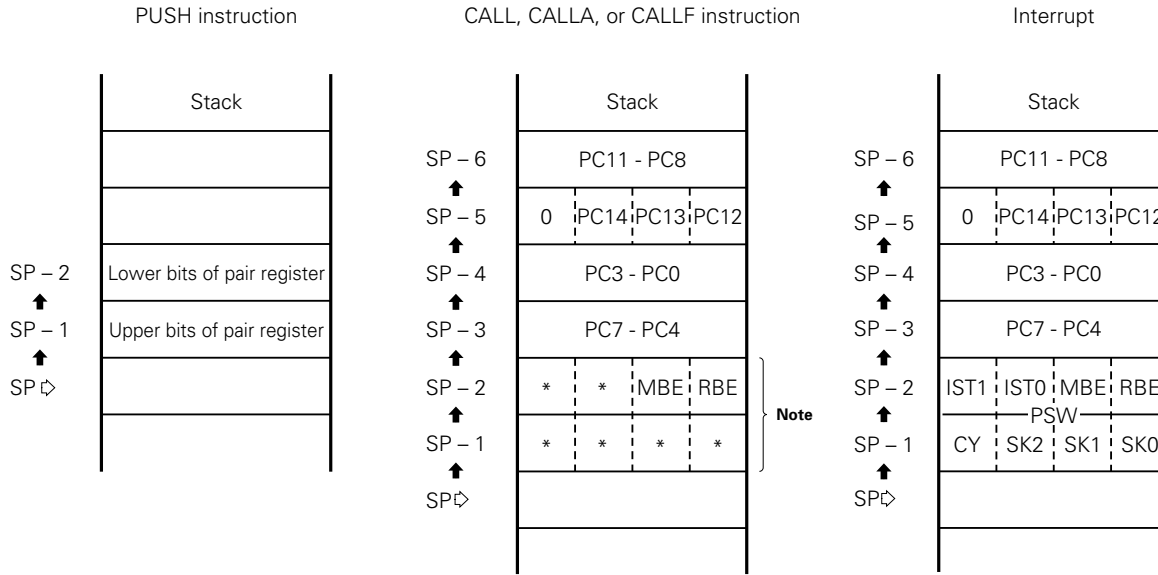 PUSH instruction
Stack
SP – 2 Lower bits of pair register
SP – 1 Upper bits of pair register
SP
CALL, CALLA, or CALLF instruction
Stack
SP – 6 PC11 - PC8
SP – 5 0 PC14 PC13 PC12
SP – 4 PC3 - PC0
SP – 3 PC7 - PC4
SP – 2 * * MBE RBE
Note
SP – 1 * * * *
SP
Interrupt
Stack
SP – 6 PC11 - PC8
SP – 5 0 PC14 PC13 PC12
SP – 4 PC3 - PC0
SP – 3 PC7 - PC4
SP – 2 IST1 IST0 MBE RBE
PSW
SP – 1 CY SK2 SK1 SK0
SP